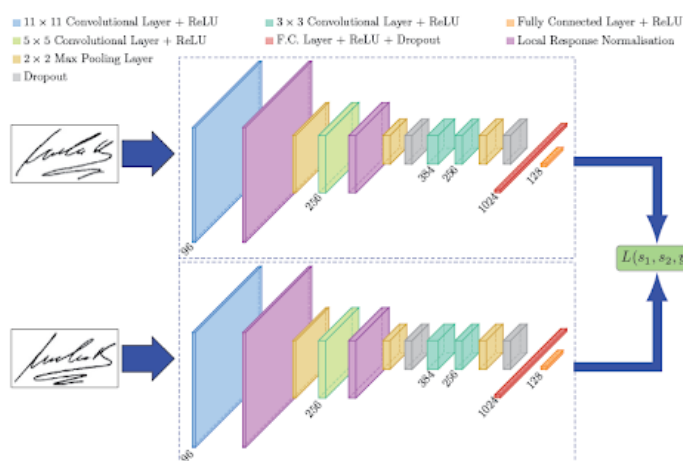 11 × 11 Convolutional Layer + ReLU
3 × 3 Convolutional Layer + ReLU
Fully Connected Layer + ReLU
5 × 5 Convolutional Layer + ReLU
F.C. Layer + ReLU + Dropout
Local Response Normalisation
2 × 2 Max Pooling Layer
Dropout
96
256
384
256
1024
128
L(s₁, s₂, y
96
256
384
256
1024
128